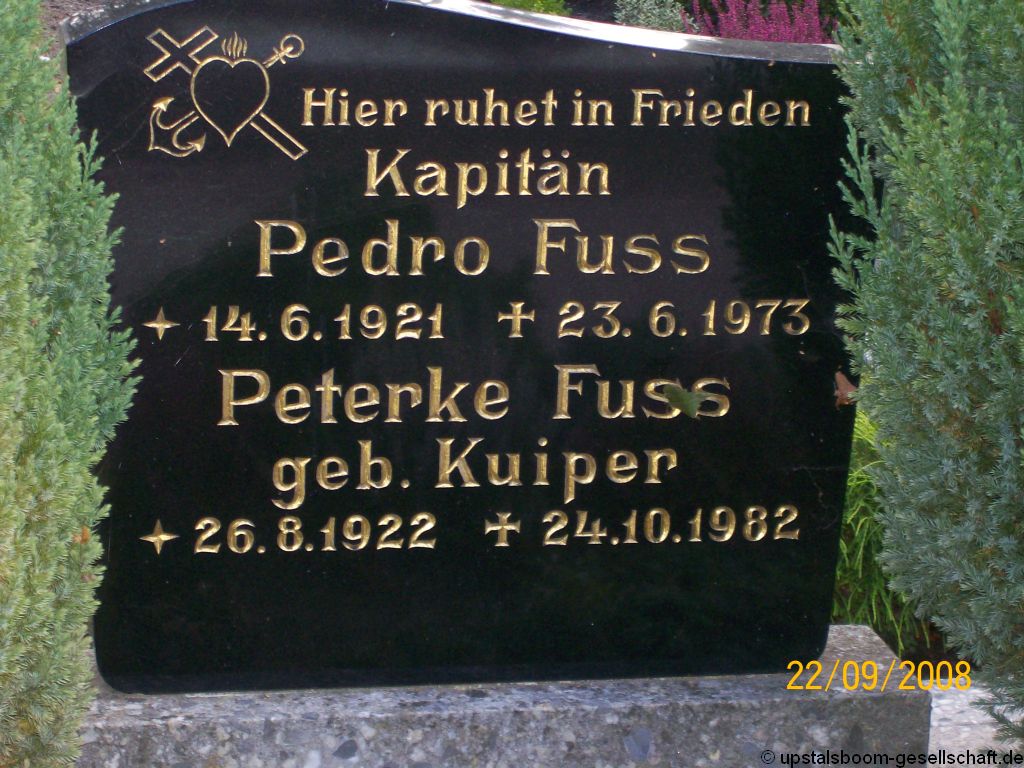 Hier ruhet in Frieden
Kapitän
Pedro Fuss
14. 6. 1921 23. 6. 1973
Peterke Fuss
geb. Kuiper
26. 8. 1922 24. 10. 1982
22/09/2008
© upstalsboom-gesellschaft.de